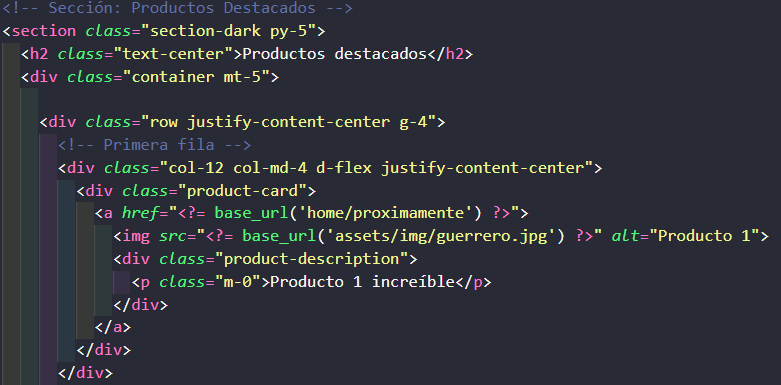 <!-- Sección: Productos Destacados -->
<section class="section-dark py-5">
<h2 class="text-center">Productos destacados</h2>
<div class="container mt-5">
<div class="row justify-content-center g-4">
<!-- Primera fila -->
<div class="col-12 col-md-4 d-flex justify-content-center">
<div class="product-card">
<a href="<?= base_url('home/proximamente') ?>">
<img src="<?= base_url('assets/img/guerrero.jpg') ?>" alt="Producto 1">
<div class="product-description">
<p class="m-0">Producto 1 increíble</p>
</div>
</a>
</div>
</div>